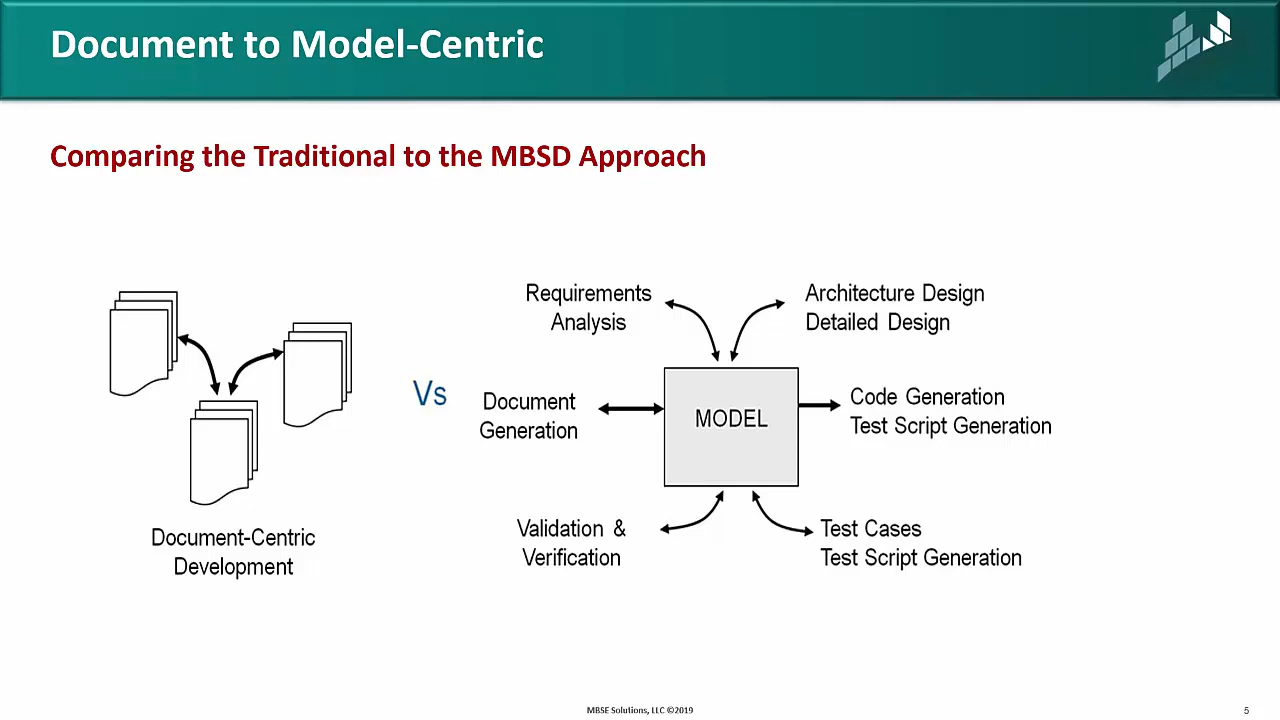 Document to Model-Centric
Comparing the Traditional to the MBSD Approach
Document-Centric
Development
Vs
Requirements
Analysis
Architecture Design
Detailed Design
Document
Generation
MODEL
Code Generation
Test Script Generation
Validation &
Verification
Test Cases
Test Script Generation
MBSE Solutions, LLC ©2019
5